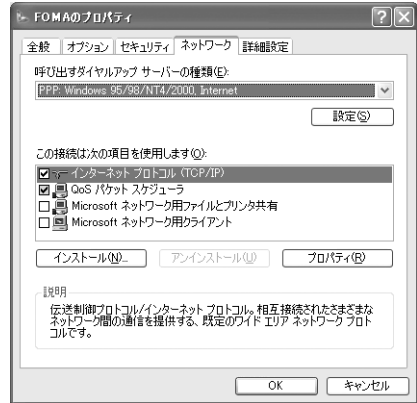 FOMAのプロパティ
全般 オプション セキュリティ ネットワーク 詳細設定
呼び出すダイヤルアップ サーバーの種類(E):
PPP: Windows 95/98/NT4/2000, Internet
設定(S)
この接続は次の項目を使用します(O):
インターネット プロトコル (TCP/IP)
QoS パケット スケジューラ
Microsoft ネットワーク用ファイルとプリンタ共有
Microsoft ネットワーク用クライアント
インストール(N)... アンインストール(U) プロパティ(R)
説明
伝送制御プロトコル/インターネット プロトコル。相互接続されたさまざまな
ネットワーク間の通信を提供する、既定のワイド エリア ネットワーク プロト
コルです。
OK キャンセル